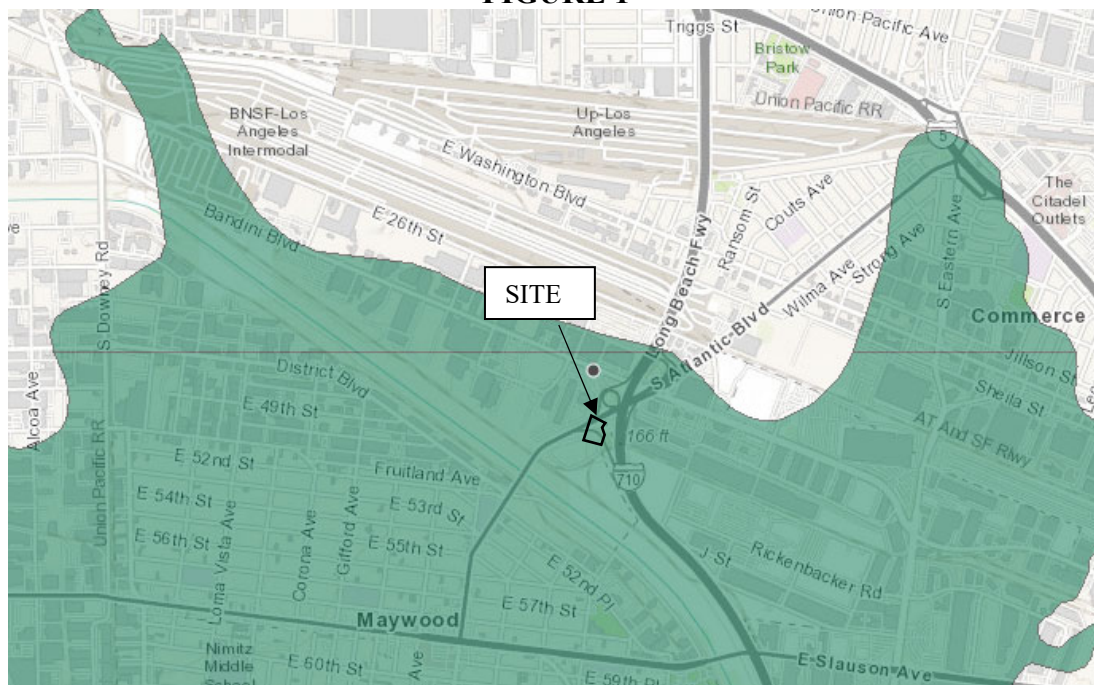 FIGURE 1
Union Pacific Ave
Triggs St
Bristow
Park
Union Pacific RR
BNSF-Los
Angeles
Intermodal
Up-Los
Angeles
5
E Washington Blvd
The
Citadel
Outlets
Couts Ave
Ransom St
Bandini Blvd
E 26th St
S Eastern Ave
Strong Ave
Wilma Ave
S Downey Rd
SITE
Long Beach Fwy
S Atlantic Blvd
Commerce
Jillson St
Sheila St
District Blvd
E 49th St
Alcoa Ave
AT And SF Rlwy
166 ft
710
E 52nd St
Fruitland Ave
Union Pacific RR
E 54th St
E 53rd St
E 56th St
E 55th St
Loma Vista Ave
Corona Ave
Gifford Ave
J St
Rickenbacker Rd
E 52nd Pl
E 57th St
Maywood
Nimitz
Middle
School
E 60th St
Ave
E 59th Pl
E Slauson Ave